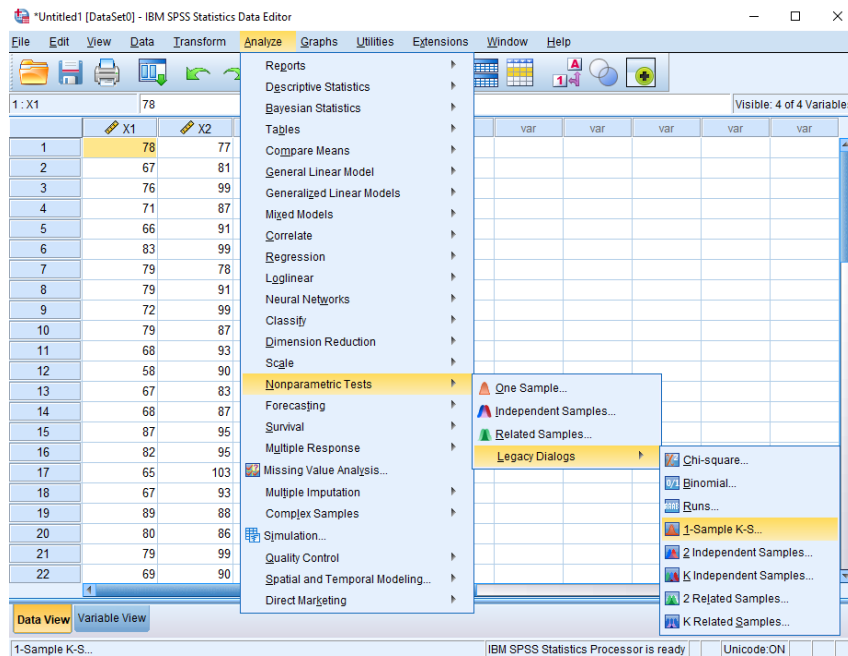 *Untitled1 [DataSet0] - IBM SPSS Statistics Data Editor
File Edit View Data Transform Analyze Graphs Utilities Extensions Window Help
1 : X1 78 Visible: 4 of 4 Variable
X1 X2 var var var var var
1 78 77
2 67 81
3 76 99
4 71 87
5 66 91
6 83 99
7 79 78
8 79 91
9 72 99
10 79 87
11 68 93
12 58 90
13 67 83
14 68 87
15 87 95
16 82 95
17 65 103
18 67 93
19 89 88
20 80 86
21 79 99
22 69 90
Reports
Descriptive Statistics
Bayesian Statistics
Tables
Compare Means
General Linear Model
Generalized Linear Models
Mixed Models
Correlate
Regression
Loglinear
Neural Networks
Classify
Dimension Reduction
Scale
Nonparametric Tests
Forecasting
Survival
Multiple Response
Missing Value Analysis...
Multiple Imputation
Complex Samples
Simulation...
Quality Control
Spatial and Temporal Modeling...
Direct Marketing
One Sample...
Independent Samples...
Related Samples...
Legacy Dialogs
Chi-square...
Binomial...
Runs...
1-Sample K-S...
2 Independent Samples...
K Independent Samples...
2 Related Samples...
K Related Samples...
Data View Variable View
1-Sample K-S... IBM SPSS Statistics Processor is ready Unicode:ON